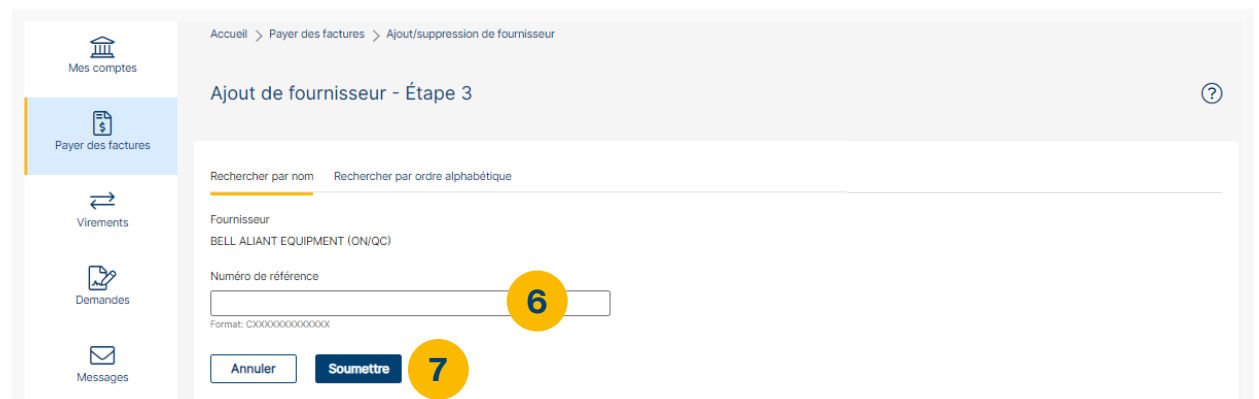 Accueil > Payer des factures > Ajout/suppression de fournisseur
Mes comptes
Ajout de fournisseur - Étape 3
?
$
Payer des factures
Rechercher par nom Rechercher par ordre alphabétique
Virements
Fournisseur
BELL ALIANT EQUIPMENT (ON/QC)
Numéro de référence
Demandes
6
Format: CXXXXXXXXXXXXX
Annuler Soumettre 7
Messages